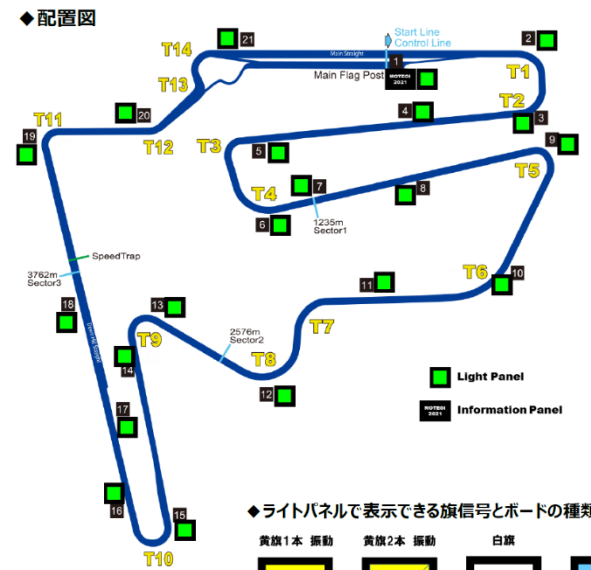 ◆配置図
21
Start Line
Control Line
2
T14
Main Straight
1
T1
T13
Main Flag Post
MOTEGI
2021
20
4
T2
3
T11
19
T12
T3
5
9
T5
7
8
T4
6
1235m
Sector1
SpeedTrap
3762m
Sector3
T6
10
11
18
13
Down Hill Straight
T7
T9
2576m
Sector2
14
T8
12
Light Panel
MOTEGI
2021
Information Panel
17
16
15
T10
◆ライトパネルで表示できる旗信号とボードの種類
黄旗1本 振動
黄旗2本 振動
白旗